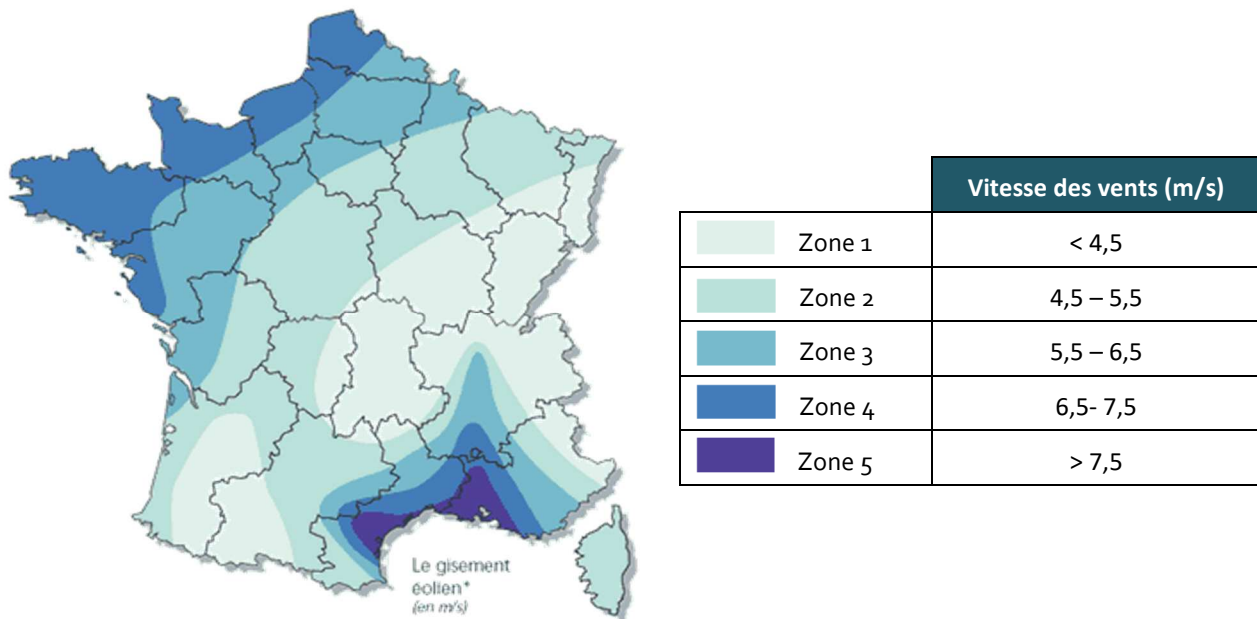 Vitesse des vents (m/s)
Zone 1 < 4,5
Zone 2 4,5 – 5,5
Zone 3 5,5 – 6,5
Zone 4 6,5- 7,5
Zone 5 > 7,5
Le gisement
éolien*
(en m/s)